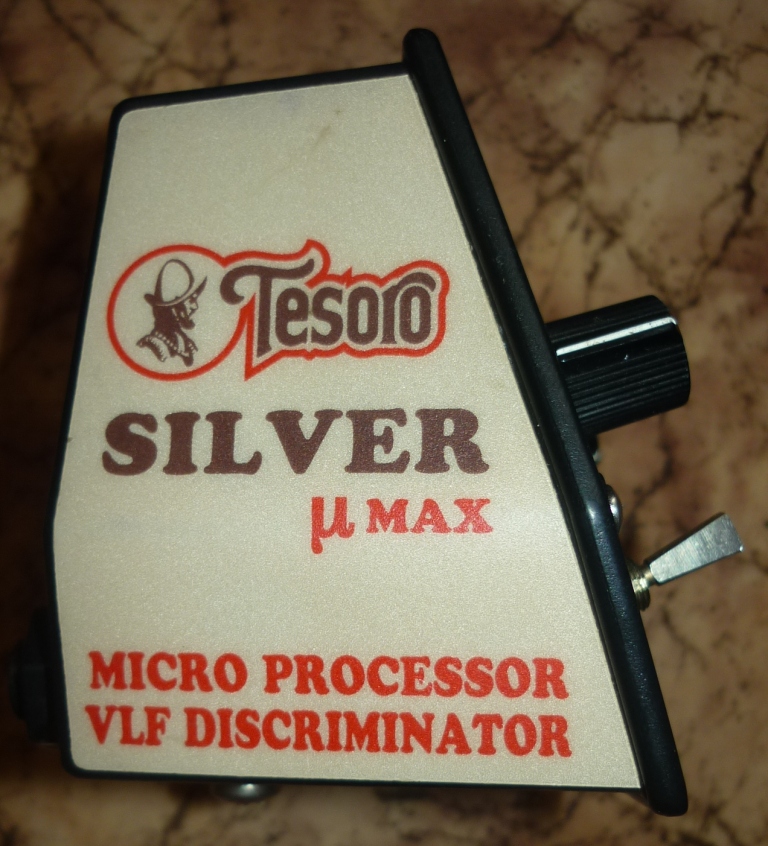 Tesoro
SILVER
µ MAX
MICRO PROCESSOR
VLF DISCRIMINATOR